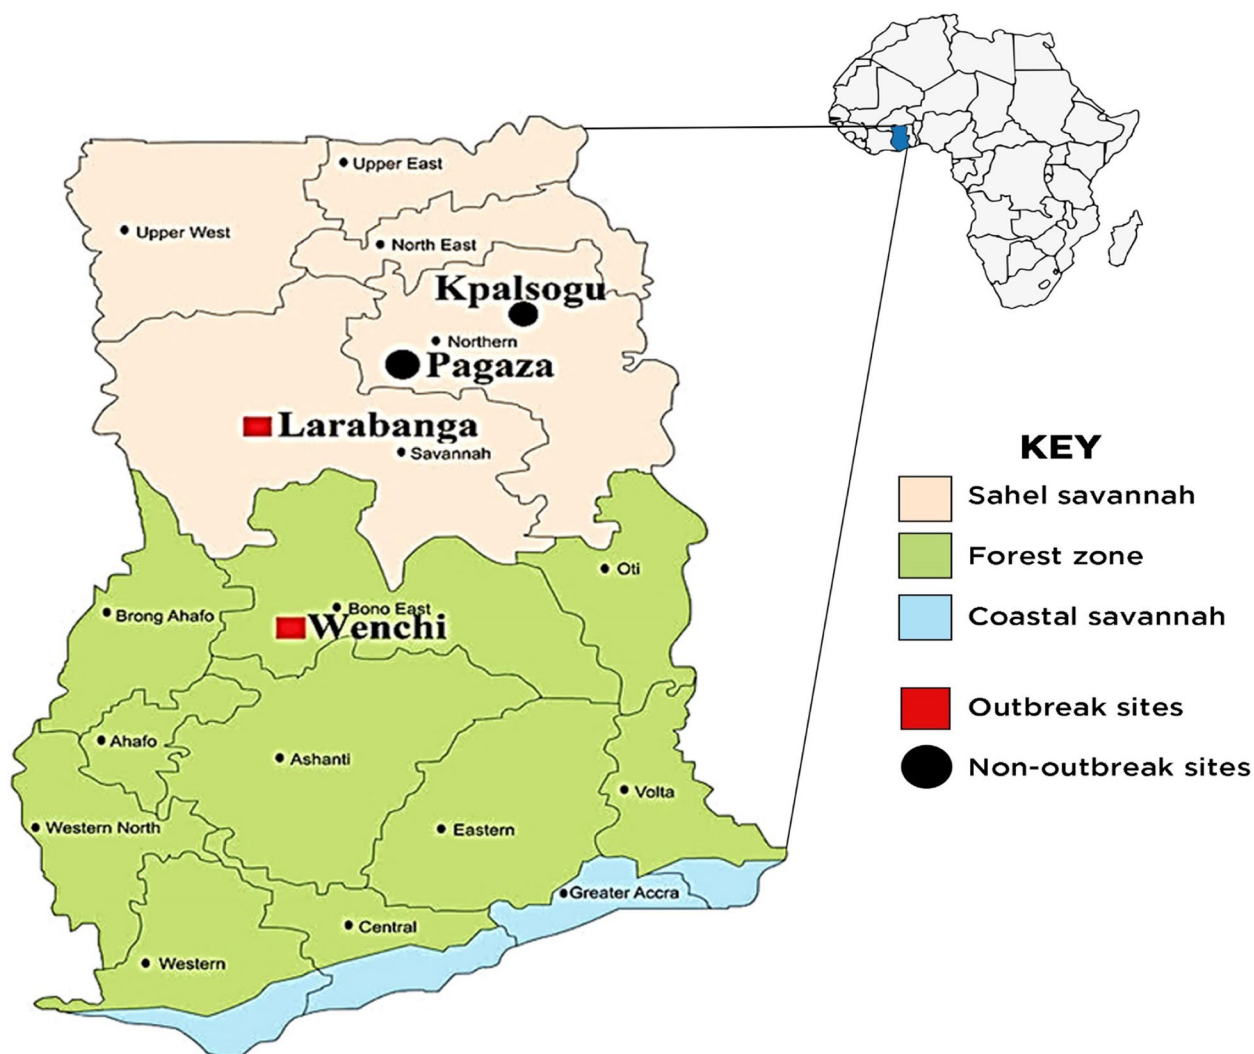 Upper East
Upper West
North East
Kpalsogu
Northern
Pagaza
Larabanga
Savannah
Oti
Bono East
Brong Ahafo
Wenchi
Ahafo
Ashanti
Volta
Western North
Eastern
Greater Accra
Central
Western
KEY
Sahel savannah
Forest zone
Coastal savannah
Outbreak sites
Non-outbreak sites